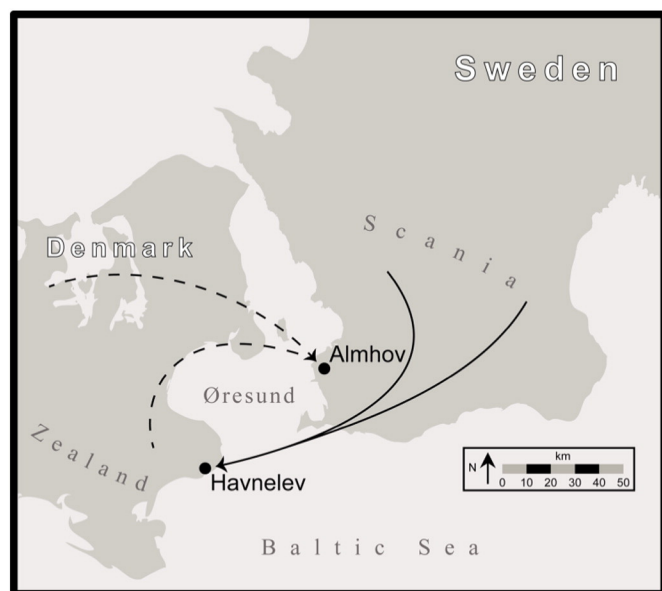 Sweden
Scania
Denmark
Almhov
Øresund
Zealand
Havnelev
km
N
0 10 20 30 40 50
Baltic Sea